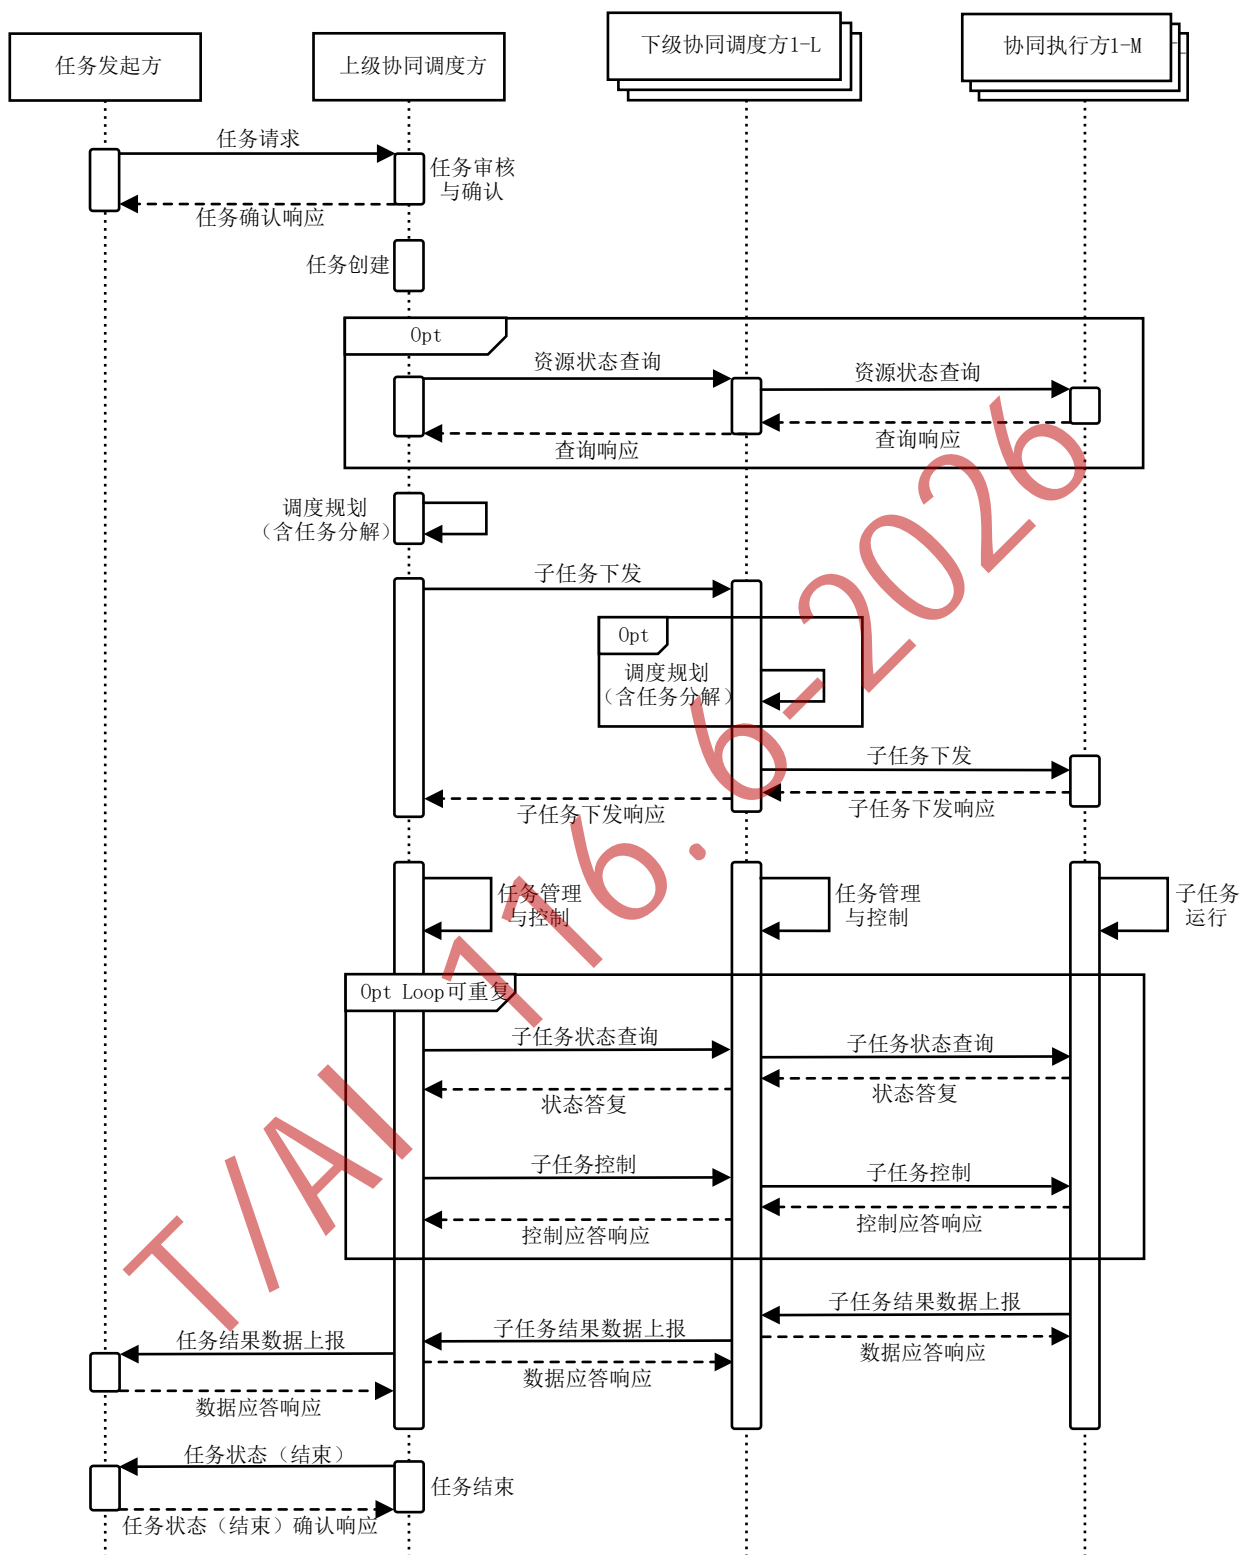 任务发起方
上级协同调度方
下级协同调度方1-L
协同执行方1-M
任务请求
任务审核
与确认
任务确认响应
任务创建
Opt
资源状态查询
资源状态查询
查询响应
查询响应
调度规划
（含任务分解）
子任务下发
Opt
调度规划
（含任务分解）
子任务下发
子任务下发响应
子任务下发响应
任务管理
与控制
任务管理
与控制
子任务
运行
Opt Loop可重复
子任务状态查询
子任务状态查询
状态答复
状态答复
子任务控制
子任务控制
控制应答响应
控制应答响应
子任务结果数据上报
子任务结果数据上报
任务结果数据上报
数据应答响应
数据应答响应
数据应答响应
任务状态（结束）
任务结束
任务状态（结束）确认响应
T/AI 116.6-2026